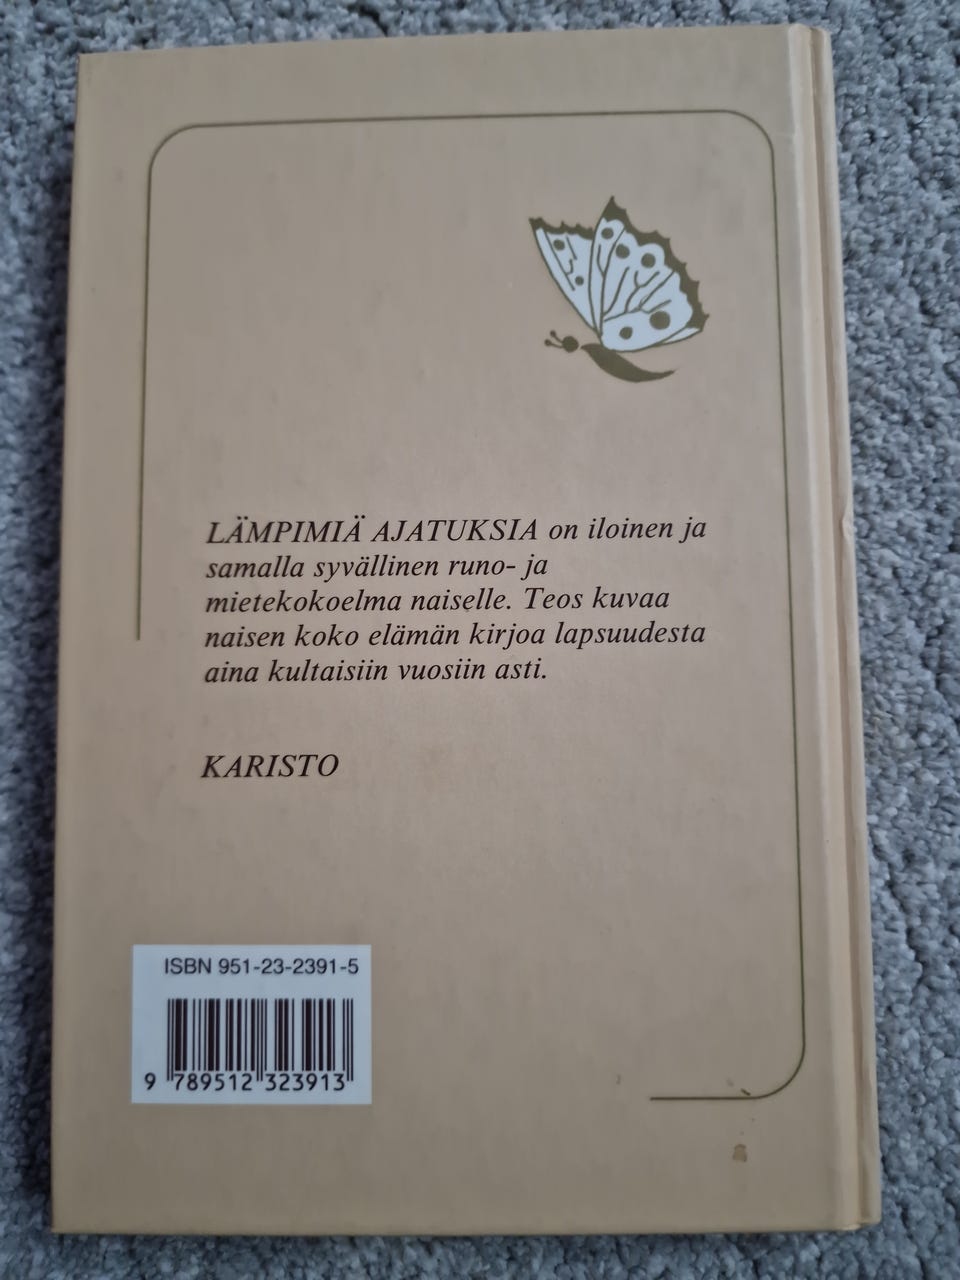 LÄMPIMIÄ AJATUKSIA on iloinen ja
samalla syvällinen runo- ja
mietekokoelma naiselle. Teos kuvaa
naisen koko elämän kirjoa lapsuudesta
aina kultaisiin vuosiin asti.
KARISTO
ISBN 951-23-2391-5
9 789512 323913